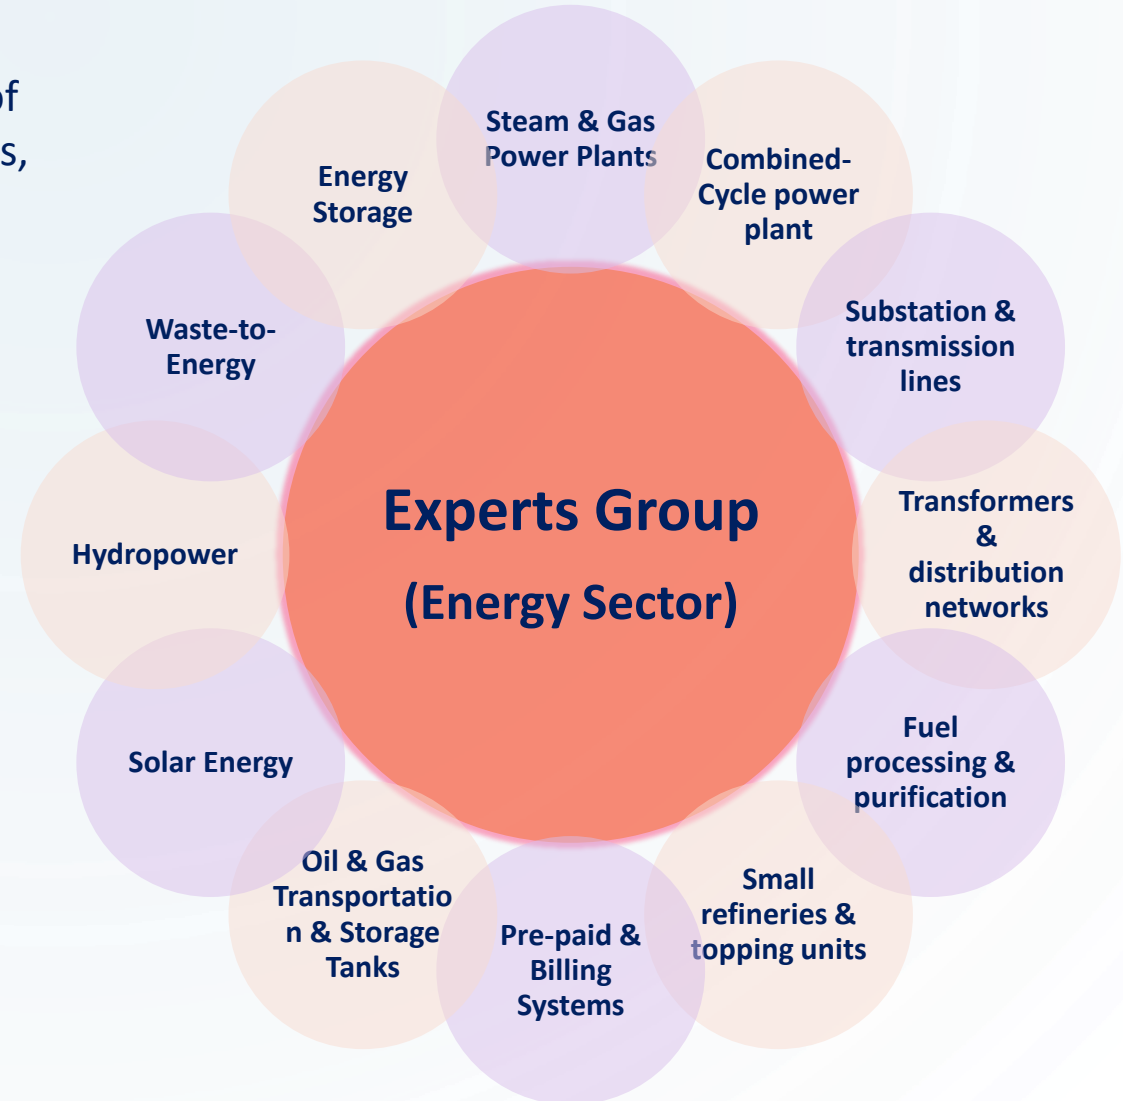 of
s,
Steam & Gas
Power Plants
Combined-
Cycle power
plant
Substation &
transmission
lines
Transformers
&
distribution
networks
Fuel
processing &
purification
Small
refineries &
topping units
Pre-paid &
Billing
Systems
Oil & Gas
Transportatio
n & Storage
Tanks
Solar Energy
Hydropower
Waste-to-
Energy
Energy
Storage
Experts Group
(Energy Sector)